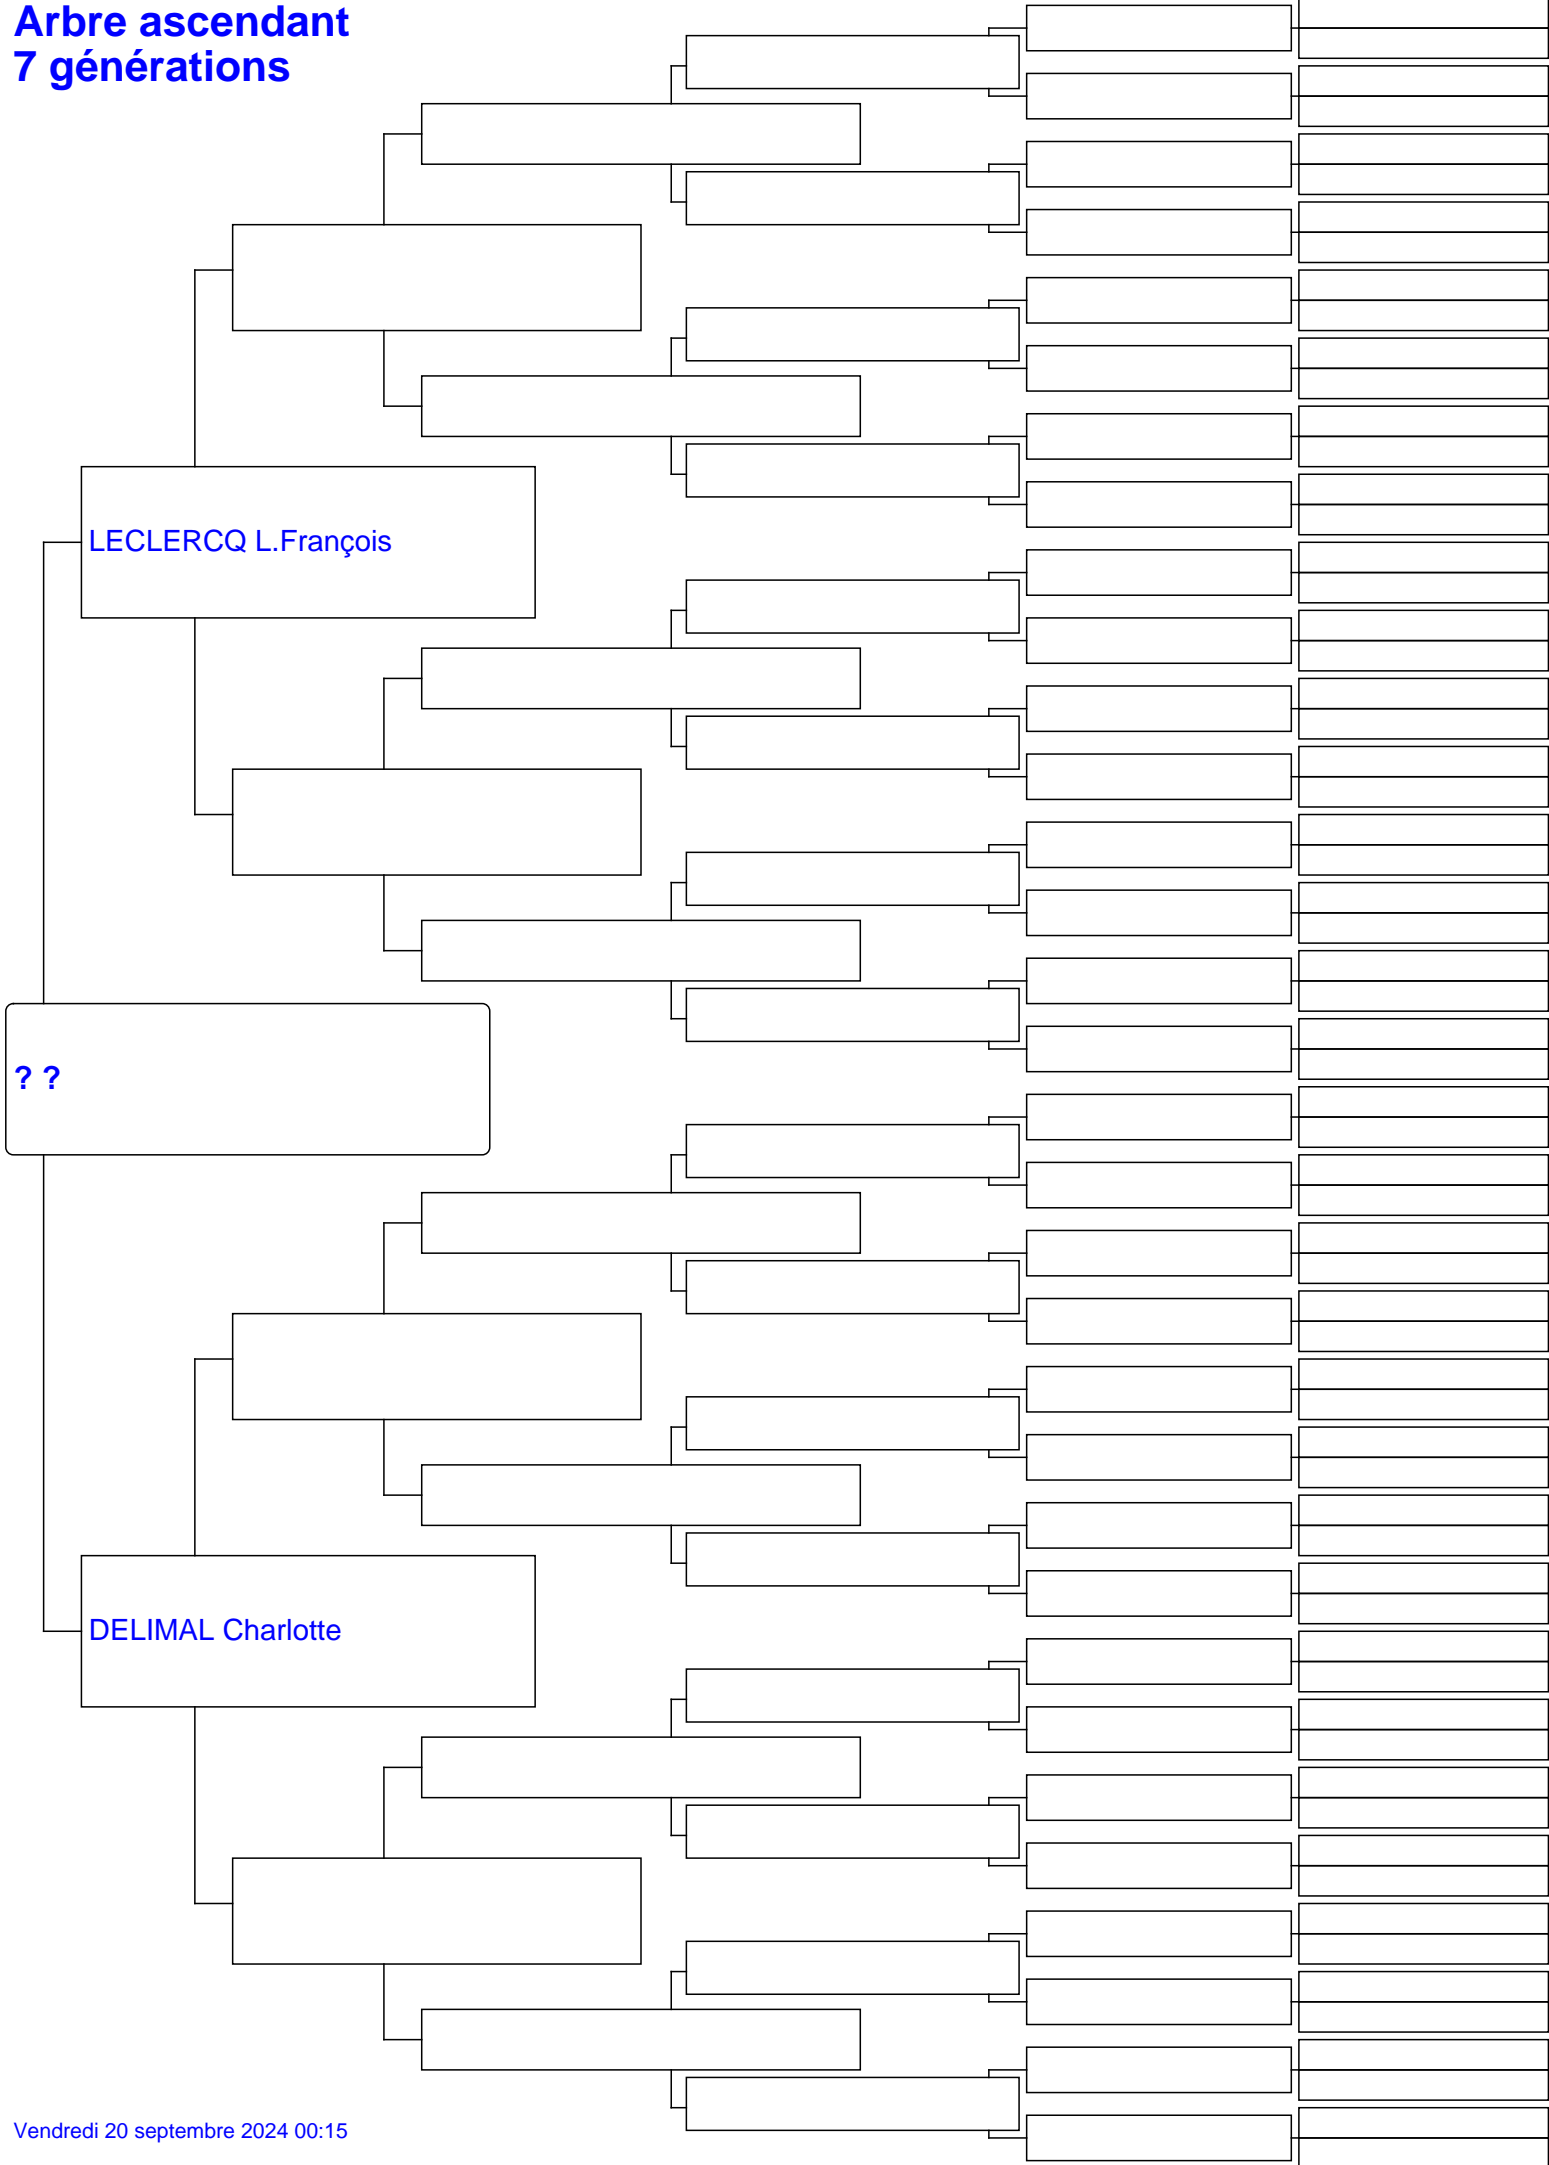 Arbre ascendant
7 générations
LECLERCQ L.François
? ?
DELIMAL Charlotte
Vendredi 20 septembre 2024 00:15